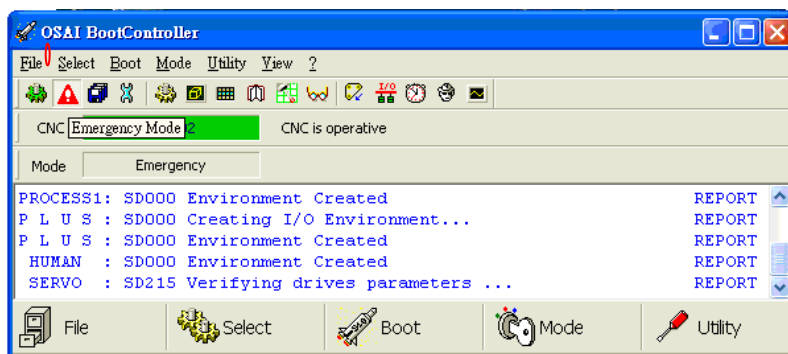 OSAI BootController
File Select Boot Mode Utility View ?
I/O
CNC Emergency Mode 2 CNC is operative
Mode Emergency
PROCESS1: SD000 Environment Created REPORT
P L U S : SD000 Creating I/O Environment... REPORT
P L U S : SD000 Environment Created REPORT
HUMAN : SD000 Environment Created REPORT
SERVO : SD215 Verifying drives parameters ... REPORT
File Select Boot Mode Utility